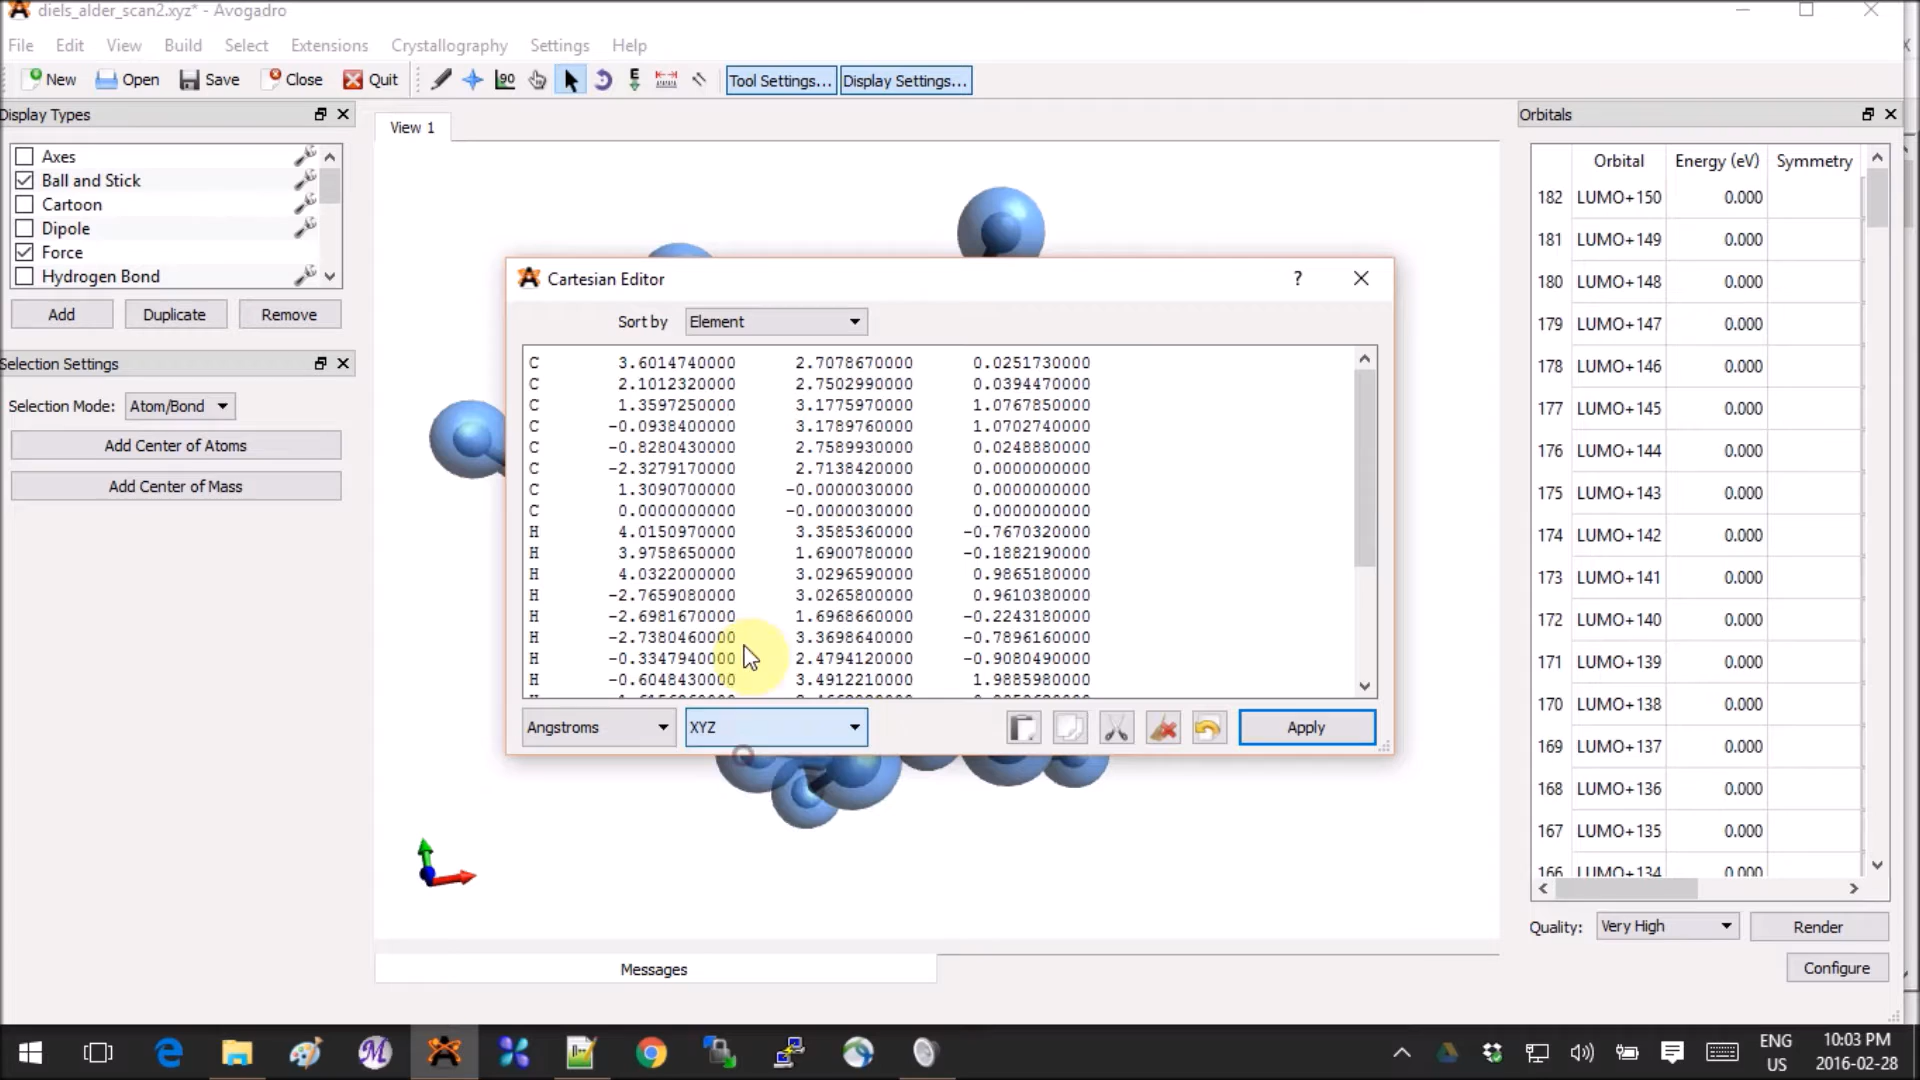 diels_alder_scan2.xyz* - Avogadro
File Edit View Build Select Extensions Crystallography Settings Help
New Open Save Close Quit 90 E Tool Settings... Display Settings...
Display Types
Axes
Ball and Stick
Cartoon
Dipole
Force
Hydrogen Bond
Add Duplicate Remove
Selection Settings
Selection Mode: Atom/Bond
Add Center of Atoms
Add Center of Mass
View 1
Cartesian Editor ?
Sort by Element
C 3.6014740000 2.7078670000 0.0251730000
C 2.1012320000 2.7502990000 0.0394470000
C 1.3597250000 3.1775970000 1.0767850000
C -0.0938400000 3.1789760000 1.0702740000
C -0.8280430000 2.7589930000 0.0248880000
C -2.3279170000 2.7138420000 0.0000000000
C 1.3090700000 -0.0000030000 0.0000000000
C 0.0000000000 -0.0000030000 0.0000000000
H 4.0150970000 3.3585360000 -0.7670320000
H 3.9758650000 1.6900780000 -0.1882190000
H 4.0322000000 3.0296590000 0.9865180000
H -2.7659080000 3.0265800000 0.9610380000
H -2.6981670000 1.6968660000 -0.2243180000
H -2.7380460000 3.3698640000 -0.7896160000
H -0.3347940000 2.4794120000 -0.9080490000
H -0.6048430000 3.4912210000 1.9885980000
Angstroms XYZ Apply
Messages
Orbitals
Orbital Energy (eV) Symmetry
182 LUMO+150 0.000
181 LUMO+149 0.000
180 LUMO+148 0.000
179 LUMO+147 0.000
178 LUMO+146 0.000
177 LUMO+145 0.000
176 LUMO+144 0.000
175 LUMO+143 0.000
174 LUMO+142 0.000
173 LUMO+141 0.000
172 LUMO+140 0.000
171 LUMO+139 0.000
170 LUMO+138 0.000
169 LUMO+137 0.000
168 LUMO+136 0.000
167 LUMO+135 0.000
166 LUMO+134 0.000
Quality: Very High Render
Configure
ENG
US
10:03 PM
2016-02-28